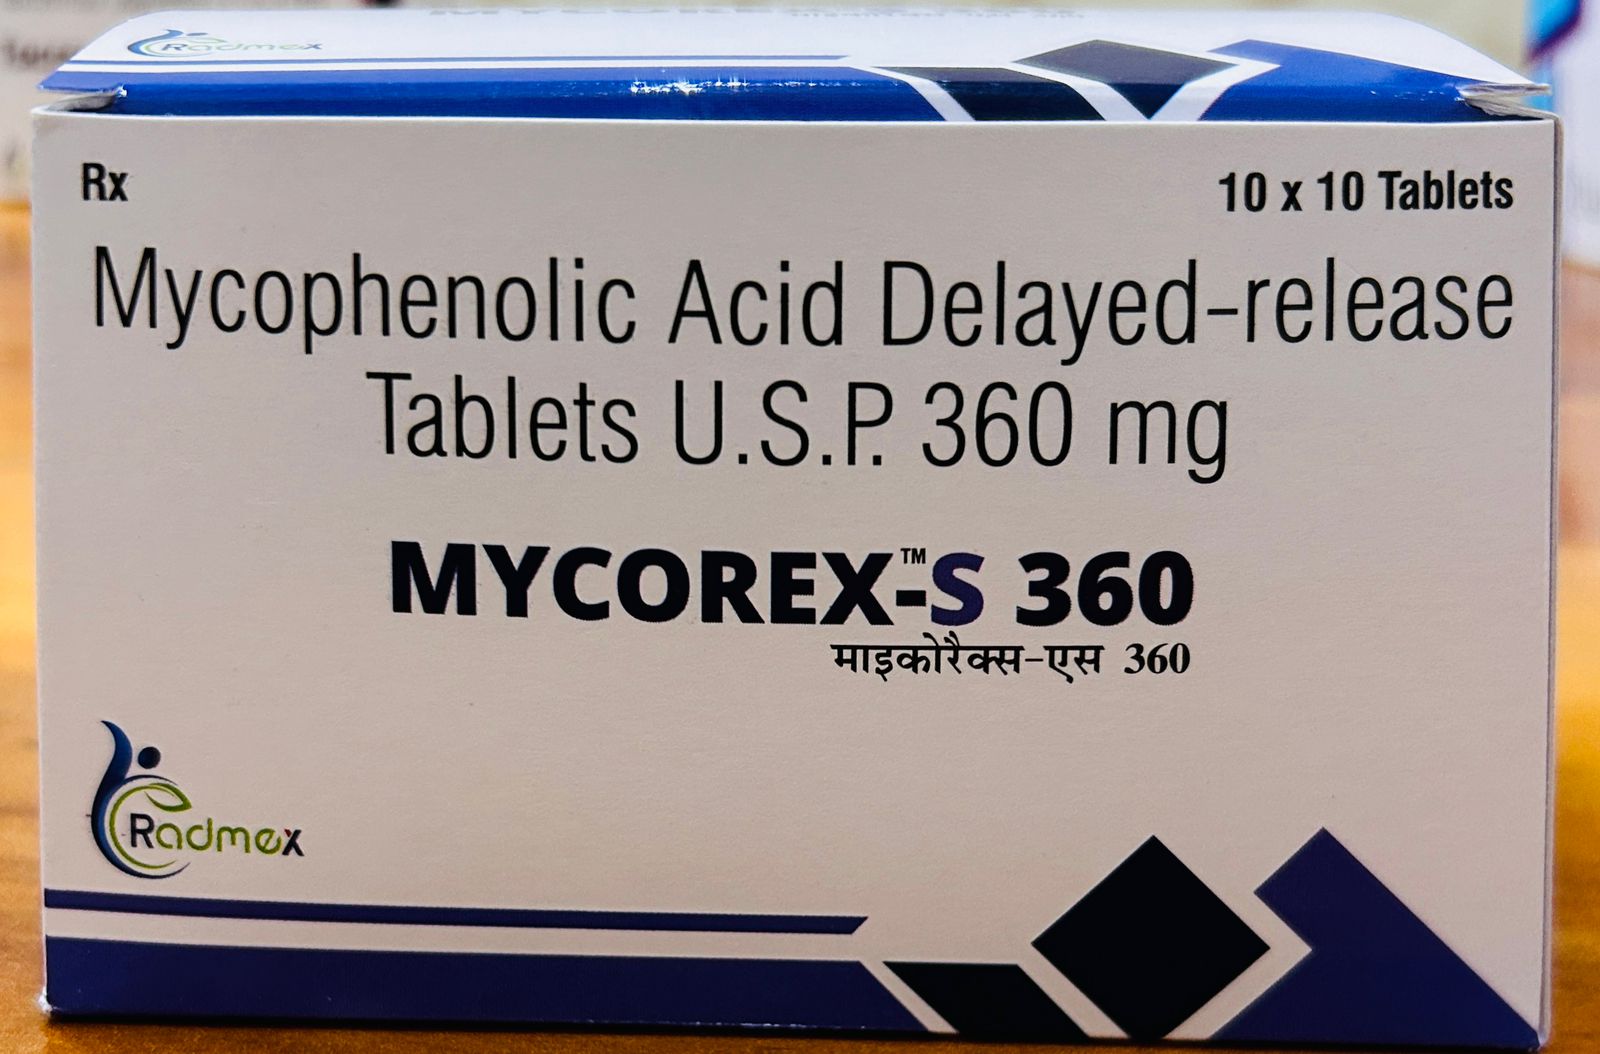 Radmex
Rx
10 x 10 Tablets
Mycophenolic Acid Delayed-release
Tablets U.S.P. 360 mg
MYCOREX™-S 360
माइकोरैक्स-एस 360
Radmex